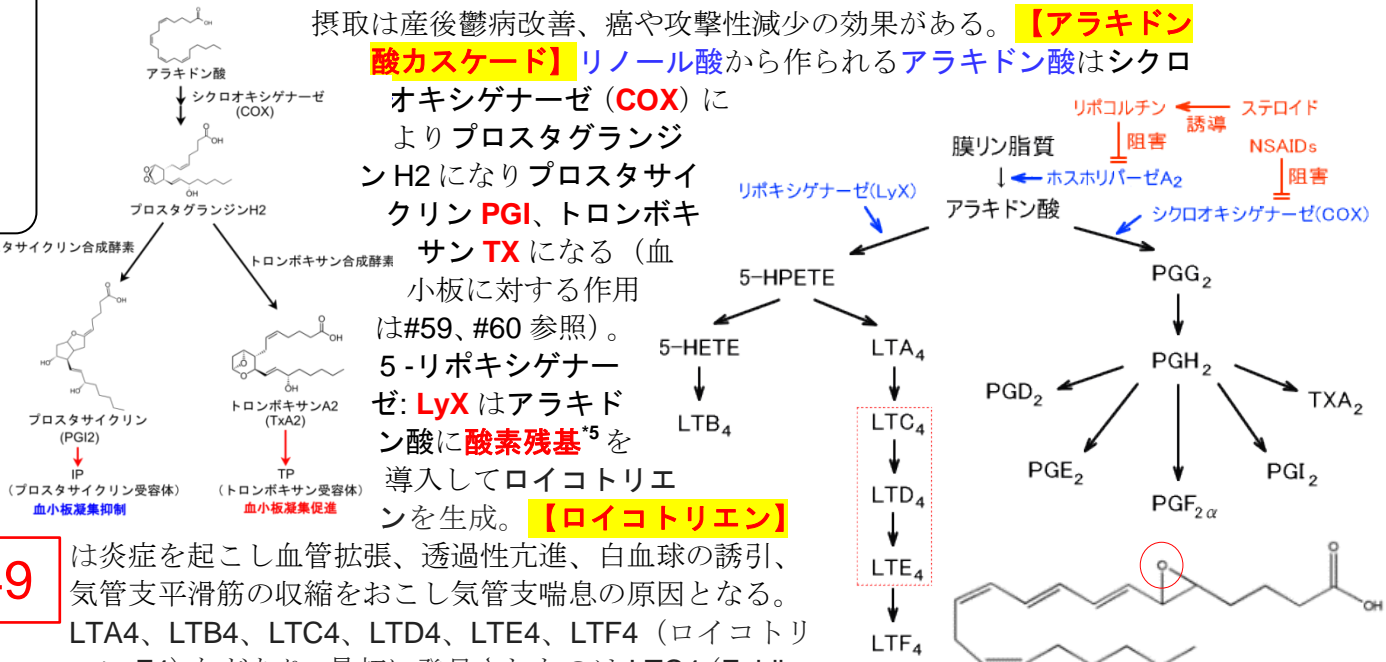 摂取は産後鬱病改善、癌や攻撃性減少の効果がある。【アラキドン
酸カスケード】リノール酸から作られるアラキドン酸はシクロ
オキシゲナーゼ（COX）に
よりプロスタグランジ
ン H2 になりプロスタサイ
クリン PGI、トロンボキ
サン TX になる（血
小板に対する作用
は#59、#60 参照）。
5 -リポキシゲナー
ゼ: LyX はアラキド
ン酸に酸素残基*5 を
導入してロイコトリエ
ンを生成。【ロイコトリエン】
は炎症を起こし血管拡張、透過性亢進、白血球の誘引、
気管支平滑筋の収縮をおこし気管支喘息の原因となる。
LTA4、LTB4、LTC4、LTD4、LTE4、LTF4（ロイコトリ
9
O
OH
アラキドン酸
シクロオキシゲナーゼ
(COX)
O
OH
O
O
OH
プロスタグランジンH2
タサイクリン合成酵素
トロンボキサン合成酵素
O
OH
O
HO
HO
プロスタサイクリン
(PGI2)
IP
（プロスタサイクリン受容体）
血小板凝集抑制
O
OH
O
O
OH
トロンボキサンA2
(TxA2)
TP
（トロンボキサン受容体）
血小板凝集促進
リポコルチン
誘導
ステロイド
阻害
NSAIDs
阻害
膜リン脂質
ホスホリパーゼA2
アラキドン酸
リポキシゲナーゼ(LyX)
シクロオキシゲナーゼ(COX)
5-HPETE
5-HETE
LTB4
LTA4
LTC4
LTD4
LTE4
LTF4
PGG2
PGH2
PGD2
TXA2
PGE2
PGI2
PGF2α
O
O
OH